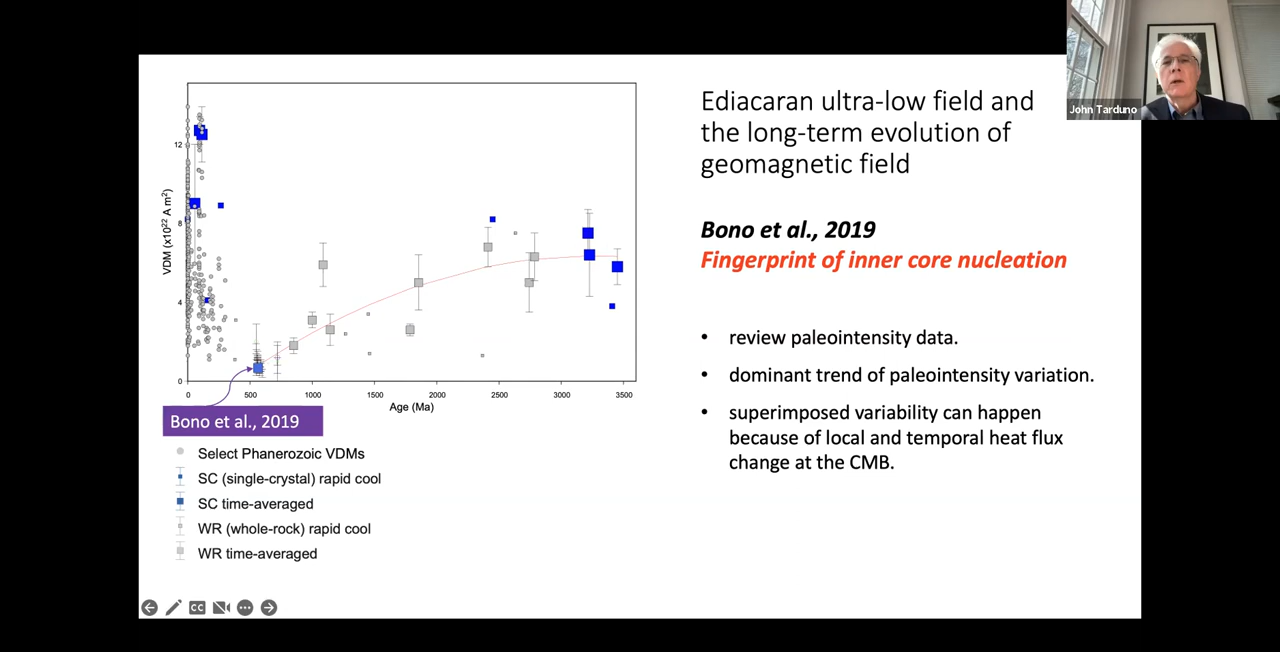 John Tarduno
Ediacaran ultra-low field and
the long-term evolution of
geomagnetic field
Bono et al., 2019
Fingerprint of inner core nucleation
• review paleointensity data.
• dominant trend of paleointensity variation.
• superimposed variability can happen
because of local and temporal heat flux
change at the CMB.
VDM (x10²² A m²)
12
8
4
0
0 500 1000 1500 2000 2500 3000 3500
Age (Ma)
Bono et al., 2019
Select Phanerozoic VDMs
SC (single-crystal) rapid cool
SC time-averaged
WR (whole-rock) rapid cool
WR time-averaged
CC